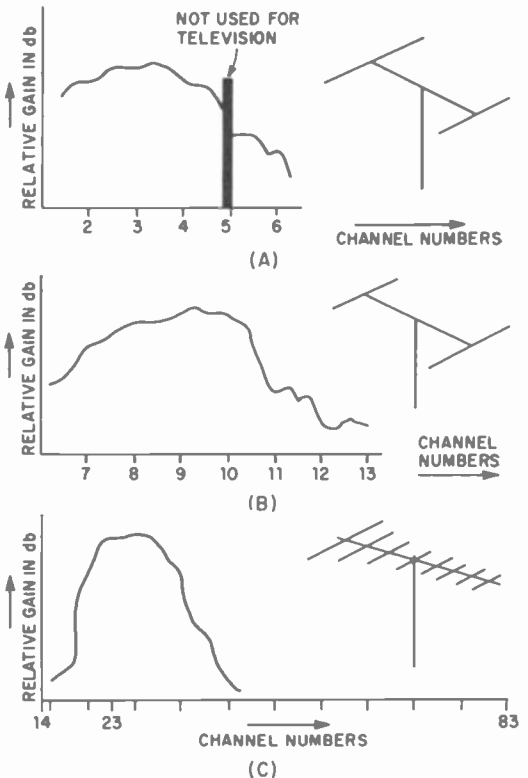 NOT USED FOR
TELEVISION
RELATIVE GAIN IN db
2 3 4 5 6
CHANNEL NUMBERS
(A)
RELATIVE GAIN IN db
7 8 9 10 11 12 13
CHANNEL
NUMBERS
(B)
RELATIVE GAIN IN db
14 23 83
CHANNEL NUMBERS
(C)